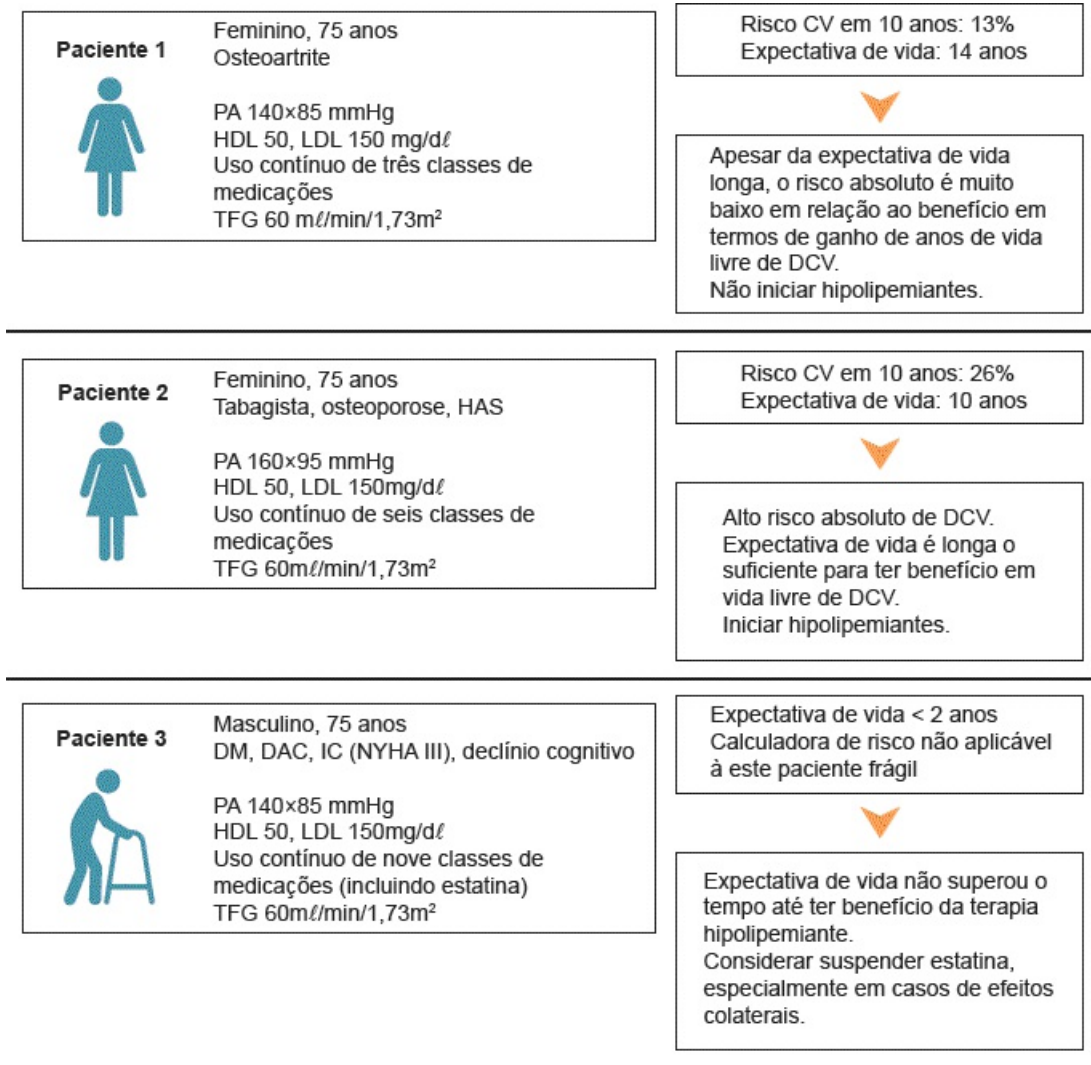 Paciente 1
Feminino, 75 anos
Osteoartrite
PA 140×85 mmHg
HDL 50, LDL 150 mg/dℓ
Uso contínuo de três classes de
medicações
TFG 60 mℓ/min/1,73m²
Risco CV em 10 anos: 13%
Expectativa de vida: 14 anos
Apesar da expectativa de vida
longa, o risco absoluto é muito
baixo em relação ao benefício em
termos de ganho de anos de vida
livre de DCV.
Não iniciar hipolipemiantes.
Paciente 2
Feminino, 75 anos
Tabagista, osteoporose, HAS
PA 160×95 mmHg
HDL 50, LDL 150mg/dℓ
Uso contínuo de seis classes de
medicações
TFG 60mℓ/min/1,73m²
Risco CV em 10 anos: 26%
Expectativa de vida: 10 anos
Alto risco absoluto de DCV.
Expectativa de vida é longa o
suficiente para ter benefício em
vida livre de DCV.
Iniciar hipolipemiantes.
Paciente 3
Masculino, 75 anos
DM, DAC, IC (NYHA III), declínio cognitivo
PA 140×85 mmHg
HDL 50, LDL 150mg/dℓ
Uso contínuo de nove classes de
medicações (incluindo estatina)
TFG 60mℓ/min/1,73m²
Expectativa de vida < 2 anos
Calculadora de risco não aplicável
à este paciente frágil
Expectativa de vida não superou o
tempo até ter benefício da terapia
hipolipemiante.
Considerar suspender estatina,
especialmente em casos de efeitos
colaterais.